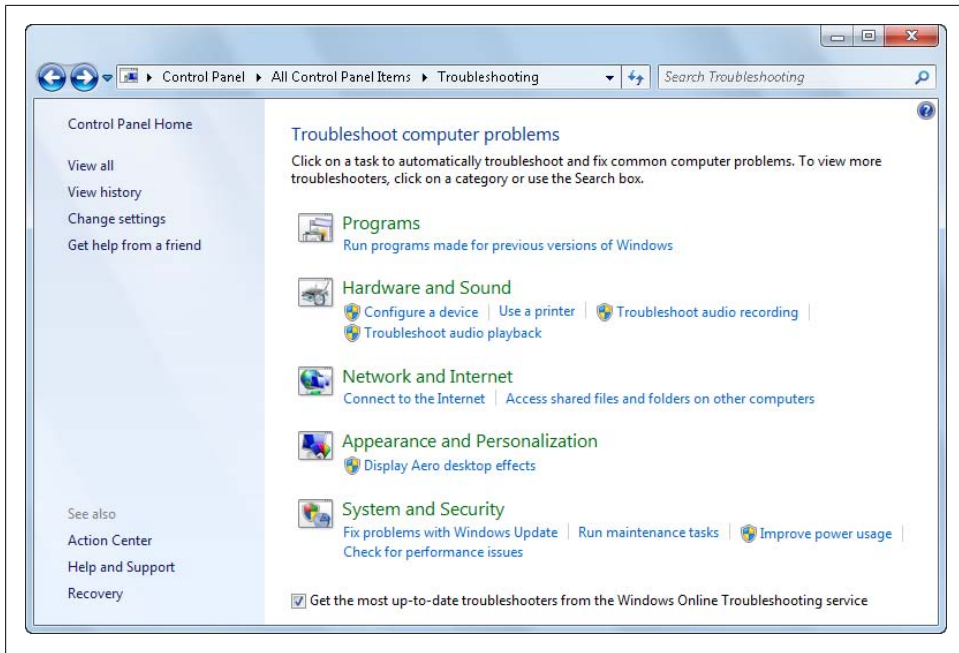 Control Panel ▸ All Control Panel Items ▸ Troubleshooting
Search Troubleshooting
Control Panel Home
View all
View history
Change settings
Get help from a friend
See also
Action Center
Help and Support
Recovery
Troubleshoot computer problems
Click on a task to automatically troubleshoot and fix common computer problems. To view more
troubleshooters, click on a category or use the Search box.
Programs
Run programs made for previous versions of Windows
Hardware and Sound
Configure a device | Use a printer | Troubleshoot audio recording |
Troubleshoot audio playback
Network and Internet
Connect to the Internet | Access shared files and folders on other computers
Appearance and Personalization
Display Aero desktop effects
System and Security
Fix problems with Windows Update | Run maintenance tasks | Improve power usage |
Check for performance issues
Get the most up-to-date troubleshooters from the Windows Online Troubleshooting service